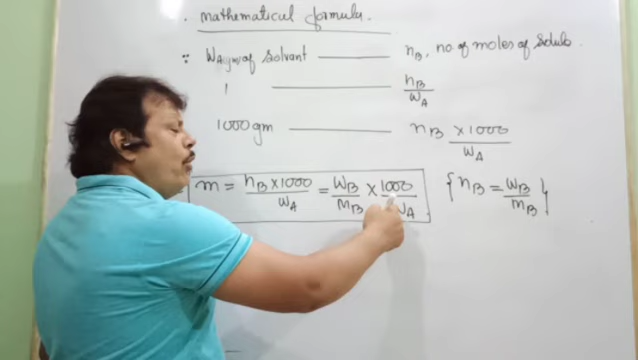 . mathematical formula.
∵ W_A gm of solvent —— n_B, no of moles of solute.
1 —— n_B/W_A
1000 gm —— n_B × 1000/W_A
m = n_B × 1000/W_A = W_B/m_B × 1000/W_A {n_B = W_B/m_B}